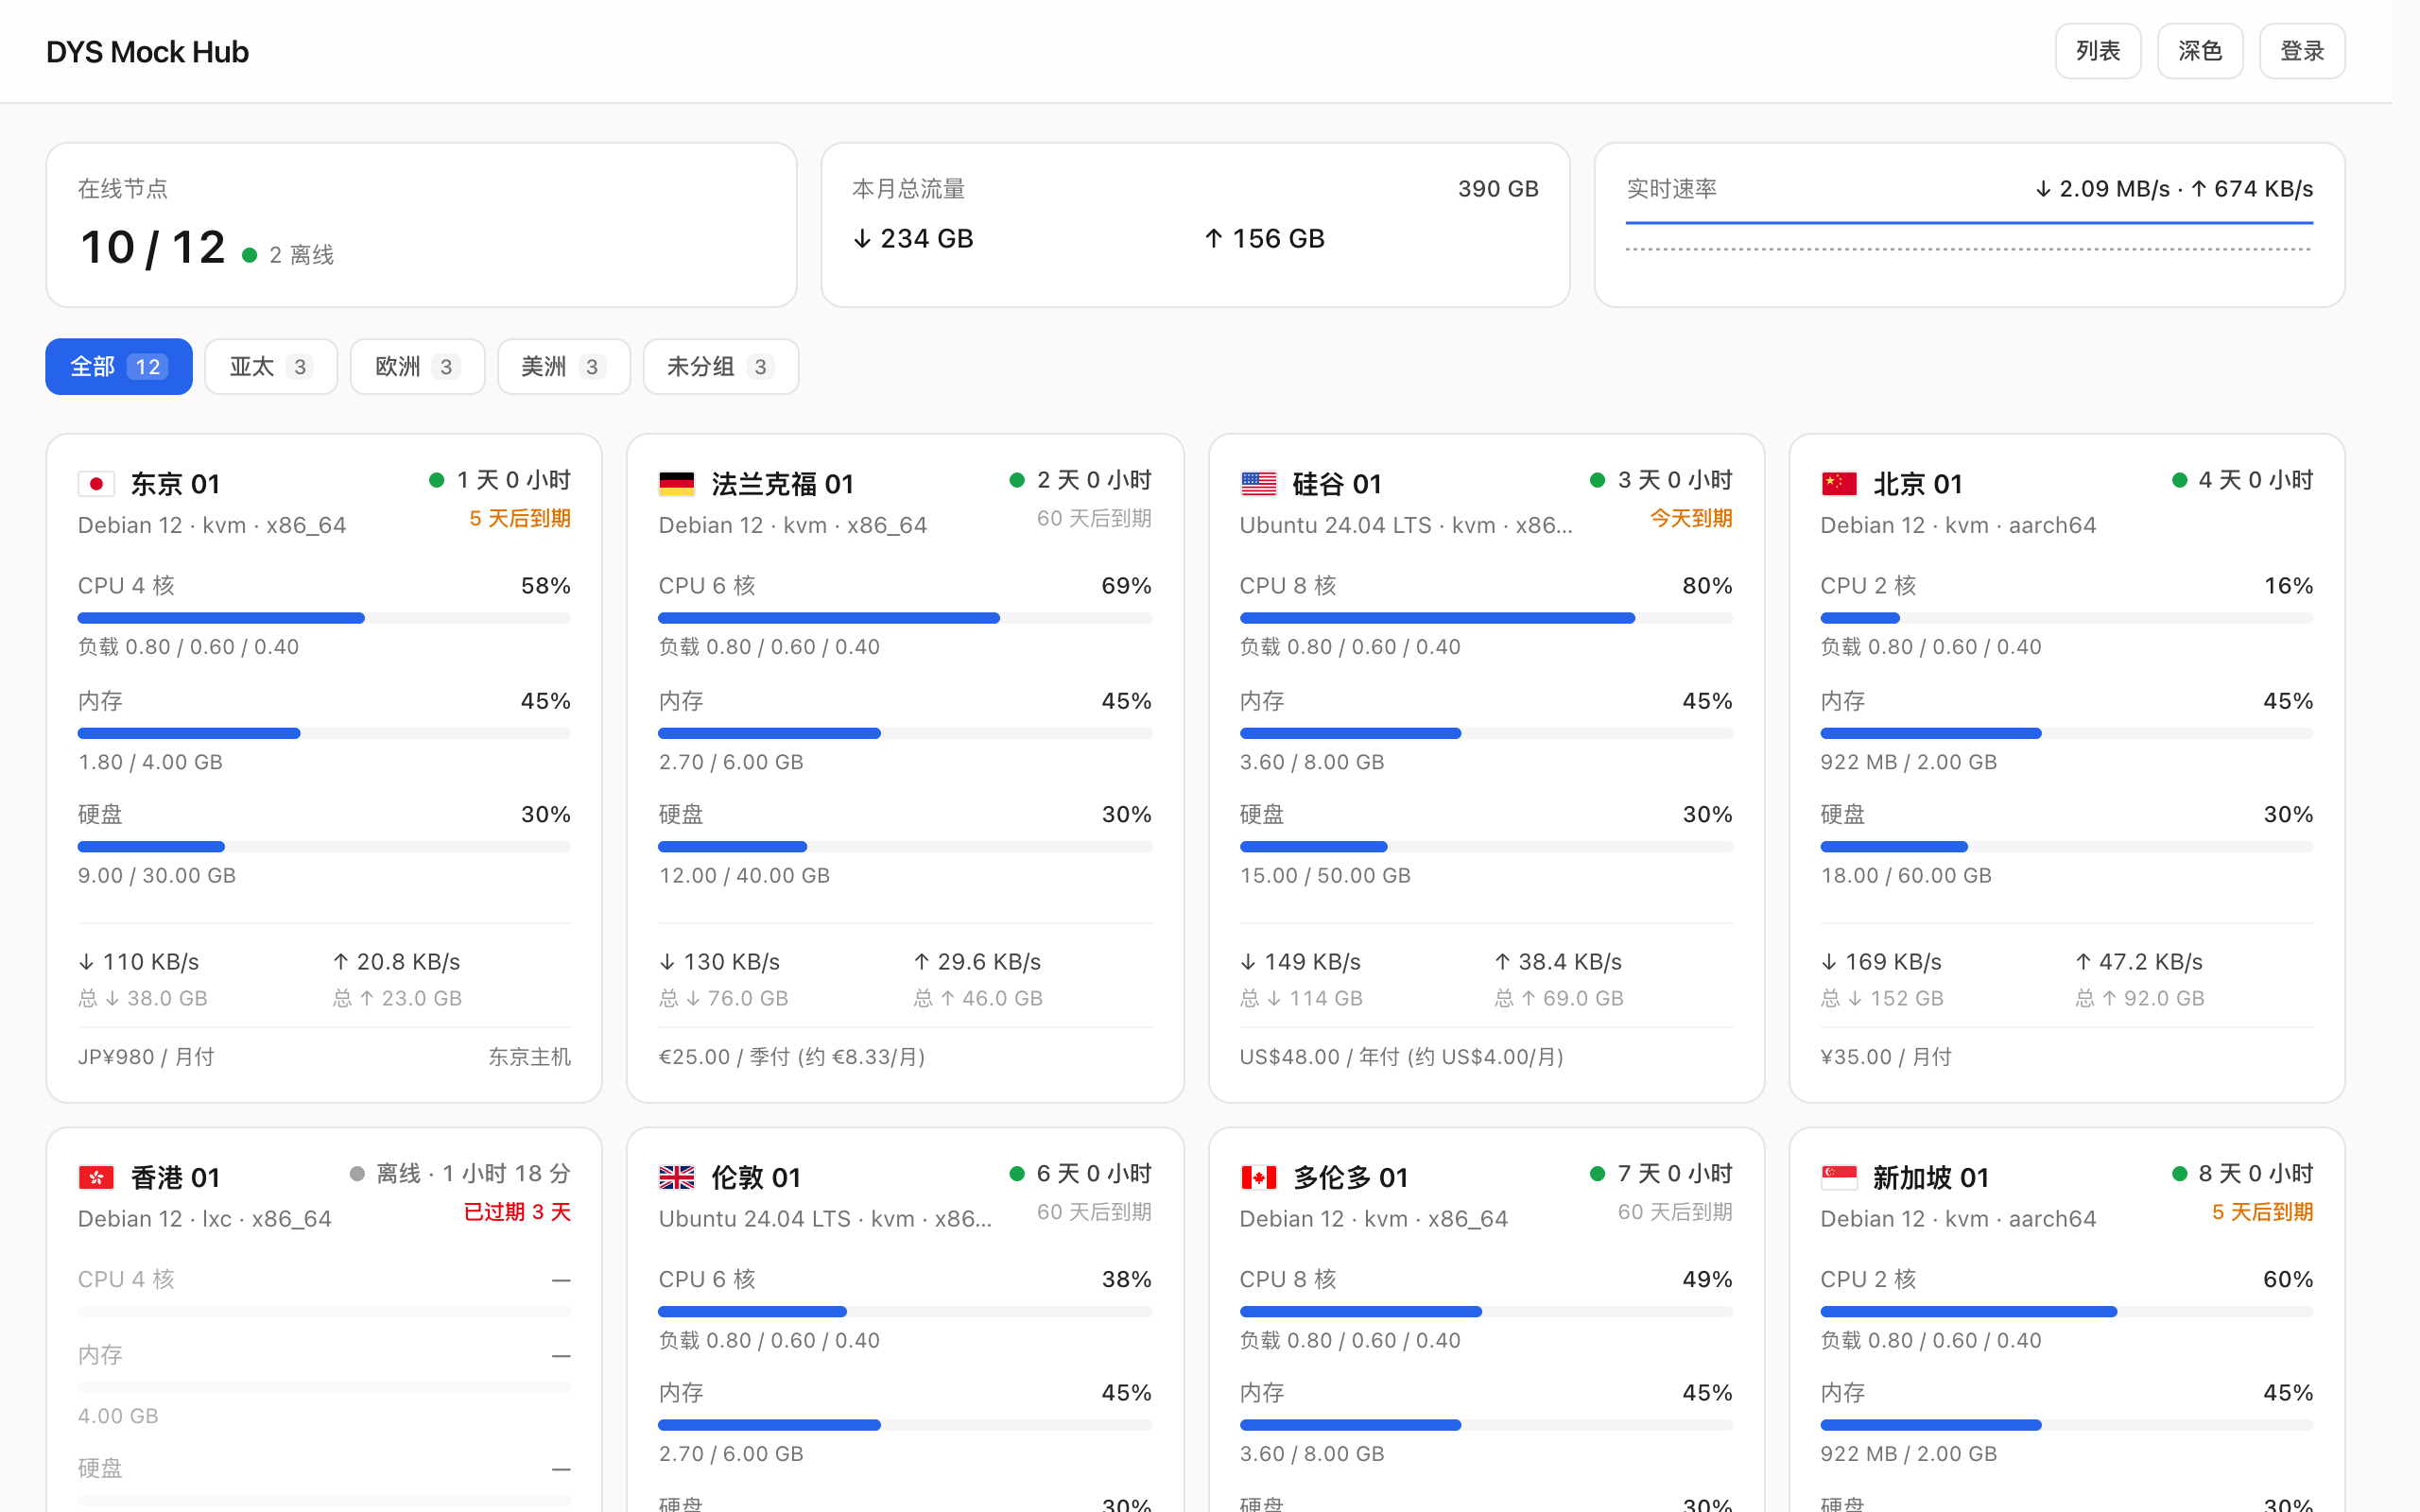 DYS Mock Hub
列表 深色 登录
在线节点
10 / 12 2 离线
本月总流量 390 GB
↓ 234 GB ↑ 156 GB
实时速率 ↓ 2.09 MB/s · ↑ 674 KB/s
全部 12 亚太 3 欧洲 3 美洲 3 未分组 3
东京 01 1 天 0 小时
Debian 12 · kvm · x86_64 5 天后到期
CPU 4 核 58%
负载 0.80 / 0.60 / 0.40
内存 45%
1.80 / 4.00 GB
硬盘 30%
9.00 / 30.00 GB
↓ 110 KB/s ↑ 20.8 KB/s
总 ↓ 38.0 GB 总 ↑ 23.0 GB
JP¥980 / 月付 东京主机
法兰克福 01 2 天 0 小时
Debian 12 · kvm · x86_64 60 天后到期
CPU 6 核 69%
负载 0.80 / 0.60 / 0.40
内存 45%
2.70 / 6.00 GB
硬盘 30%
12.00 / 40.00 GB
↓ 130 KB/s ↑ 29.6 KB/s
总 ↓ 76.0 GB 总 ↑ 46.0 GB
€25.00 / 季付 (约 €8.33/月)
硅谷 01 3 天 0 小时
Ubuntu 24.04 LTS · kvm · x86... 今天到期
CPU 8 核 80%
负载 0.80 / 0.60 / 0.40
内存 45%
3.60 / 8.00 GB
硬盘 30%
15.00 / 50.00 GB
↓ 149 KB/s ↑ 38.4 KB/s
总 ↓ 114 GB 总 ↑ 69.0 GB
US$48.00 / 年付 (约 US$4.00/月)
北京 01 4 天 0 小时
Debian 12 · kvm · aarch64
CPU 2 核 16%
负载 0.80 / 0.60 / 0.40
内存 45%
922 MB / 2.00 GB
硬盘 30%
18.00 / 60.00 GB
↓ 169 KB/s ↑ 47.2 KB/s
总 ↓ 152 GB 总 ↑ 92.0 GB
¥35.00 / 月付
香港 01 离线 · 1 小时 18 分
Debian 12 · lxc · x86_64 已过期 3 天
CPU 4 核 —
内存 —
4.00 GB
硬盘 —
伦敦 01 6 天 0 小时
Ubuntu 24.04 LTS · kvm · x86... 60 天后到期
CPU 6 核 38%
负载 0.80 / 0.60 / 0.40
内存 45%
2.70 / 6.00 GB
硬盘 30%
多伦多 01 7 天 0 小时
Debian 12 · kvm · x86_64 60 天后到期
CPU 8 核 49%
负载 0.80 / 0.60 / 0.40
内存 45%
3.60 / 8.00 GB
硬盘 30%
新加坡 01 8 天 0 小时
Debian 12 · kvm · aarch64 5 天后到期
CPU 2 核 60%
负载 0.80 / 0.60 / 0.40
内存 45%
922 MB / 2.00 GB
硬盘 30%